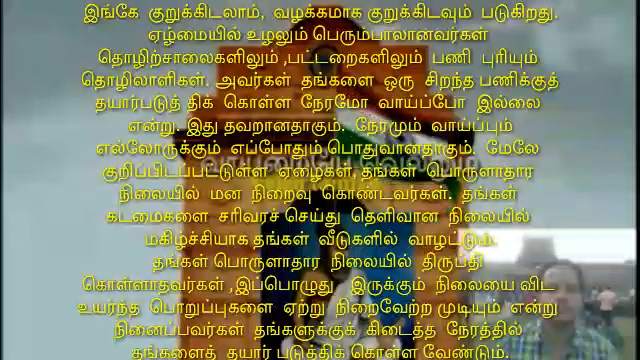 இங்கே குறுக்கிடலாம், வழக்கமாக குறுக்கிடவும் படுகிறது.
ஏழ்மையில் உழலும் பெரும்பாலானவர்கள்
தொழிற்சாலைகளிலும் ,பட்டறைகளிலும் பணி புரியும்
தொழிலாளிகள். அவர்கள் தங்களை ஒரு சிறந்த பணிக்குத்
தயார்படுத் திக் கொள்ள நேரமோ வாய்ப்போ இல்லை
என்று. இது தவறானதாகும். நேரமும் வாய்ப்பும்
எல்லோருக்கும் எப்போதும் பொதுவானதாகும். மேலே
குறிப்பிடப்பட்டுள்ள ஏழைகள், தங்கள் பொருளாதார
நிலையில் மன நிறைவு கொண்டவர்கள். தங்கள்
கடமைகளை சரிவரச் செய்து தெளிவான நிலையில்
மகிழ்ச்சியாக தங்கள் வீடுகளில் வாழட்டும்.
தங்கள் பொருளாதார நிலையில் திருப்தி
கொள்ளாதவர்கள் ,இப்பொழுது இருக்கும் நிலையை விட
உயர்ந்த பொறுப்புகளை ஏற்று நிறைவேற்ற முடியும் என்று
நினைப்பவர்கள் தங்களுக்குக் கிடைத்த நேரத்தில்
தங்களைத் தயார் படுத்திக் கொள்ள வேண்டும்.